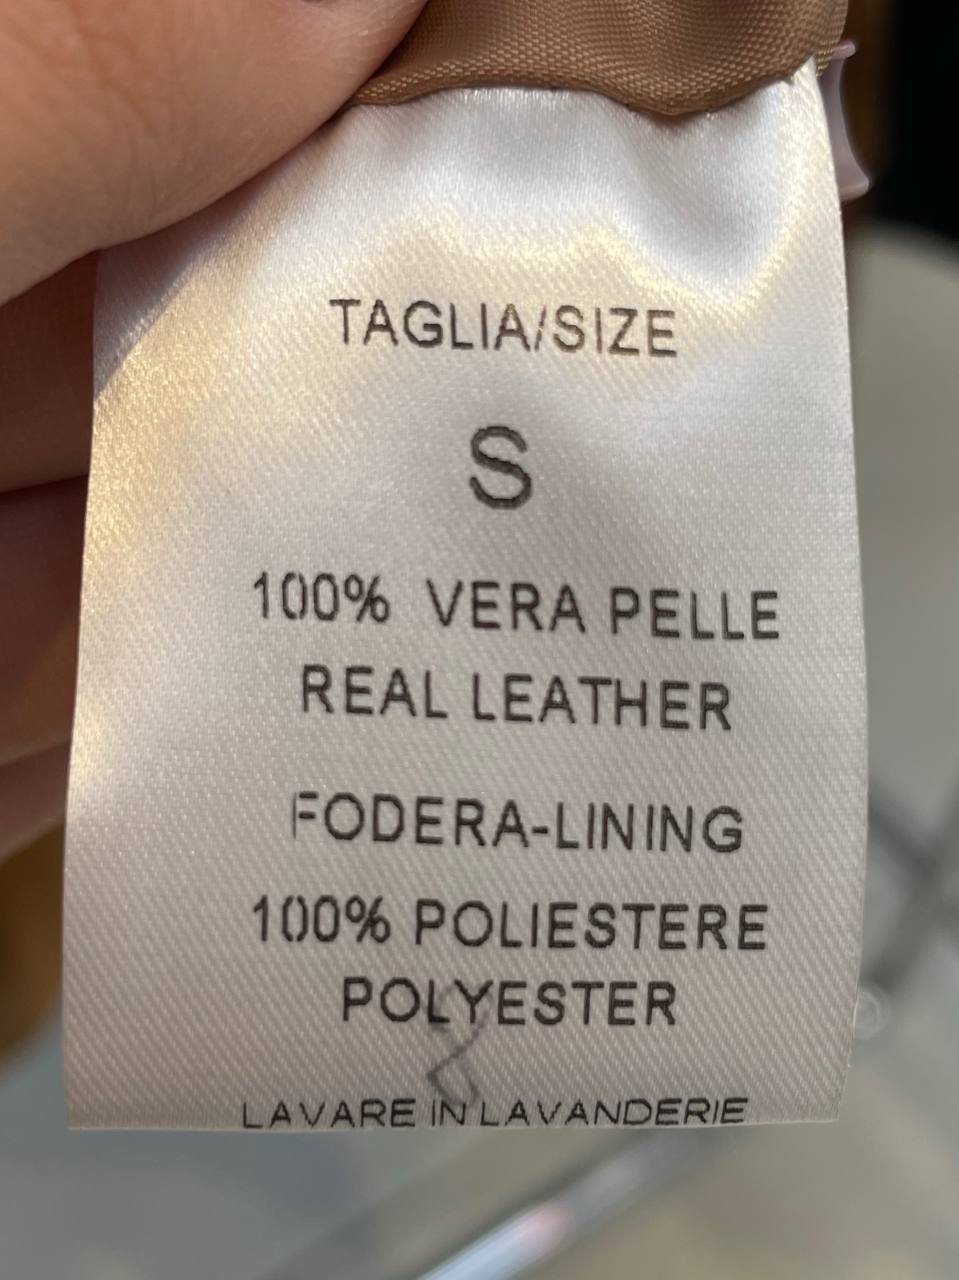 TAGLIA/SIZE
S
100% VERA PELLE
REAL LEATHER
FODERA-LINING
100% POLIESTERE
POLYESTER
LAVARE IN LAVANDERIE